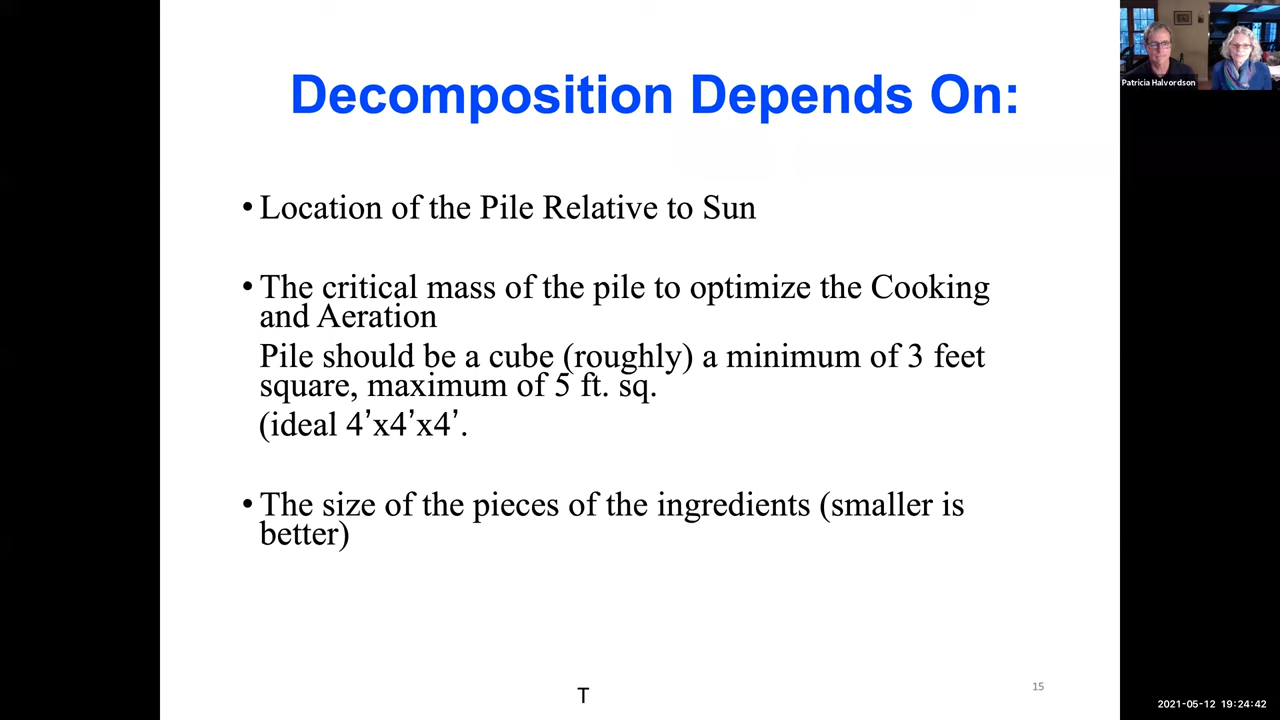 Decomposition Depends On:
• Location of the Pile Relative to Sun
• The critical mass of the pile to optimize the Cooking
and Aeration
Pile should be a cube (roughly) a minimum of 3 feet
square, maximum of 5 ft. sq.
(ideal 4’x4’x4’.
• The size of the pieces of the ingredients (smaller is
better)
T
15
Patricia Halvordson
2021-05-12 19:24:42